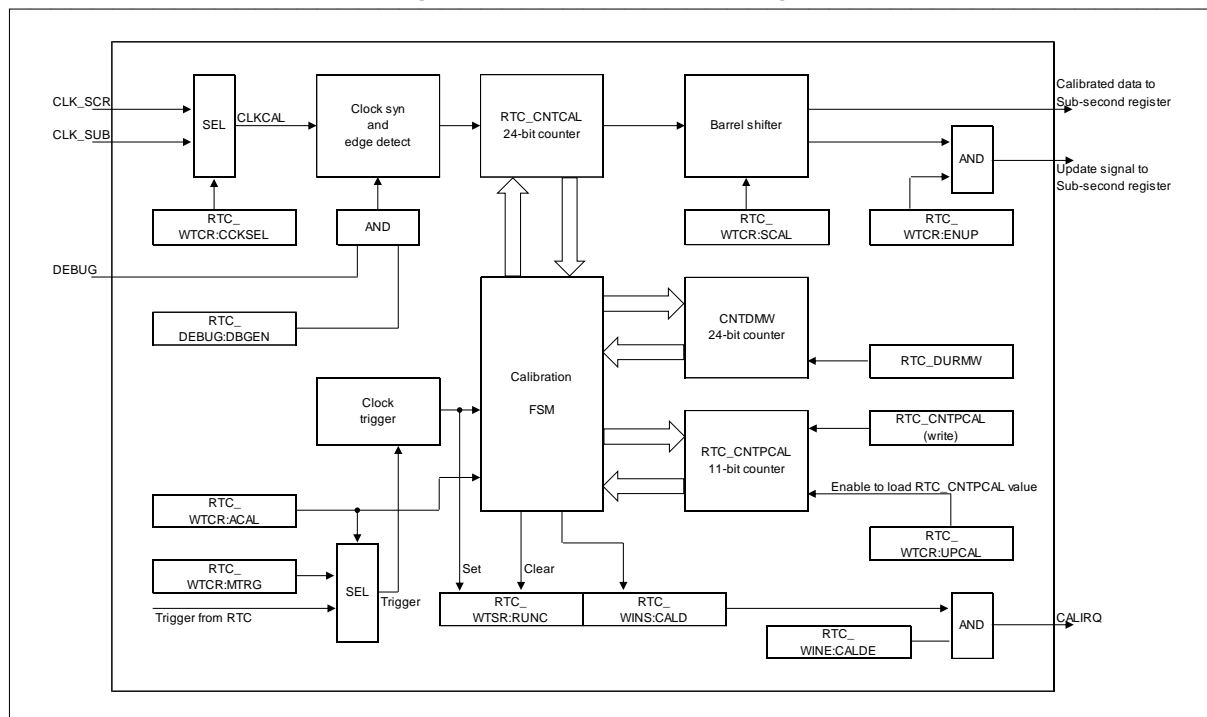 CLK_SCR
CLK_SUB
SEL
CLKCAL
Clock syn
and
edge detect
RTC_CNTCAL
24-bit counter
Barrel shifter
Calibrated data to
Sub-second register
AND
Update signal to
Sub-second register
RTC_
WTCR:CCKSEL
AND
RTC_
WTCR:SCAL
RTC_
WTCR:ENUP
DEBUG
RTC_
DEBUG:DBGEN
CNTDMW
24-bit counter
RTC_DURMW
Calibration
FSM
Clock
trigger
RTC_CNTPCAL
11-bit counter
RTC_CNTPCAL
(write)
Enable to load RTC_CNTPCAL value
RTC_
WTCR:ACAL
RTC_
WTCR:UPCAL
RTC_
WTCR:MTRG
SEL
Trigger
Trigger from RTC
Set
Clear
RTC_
WTSR:RUNC
RTC_
WINS:CALD
RTC_
WINE:CALDE
AND
CALIRQ